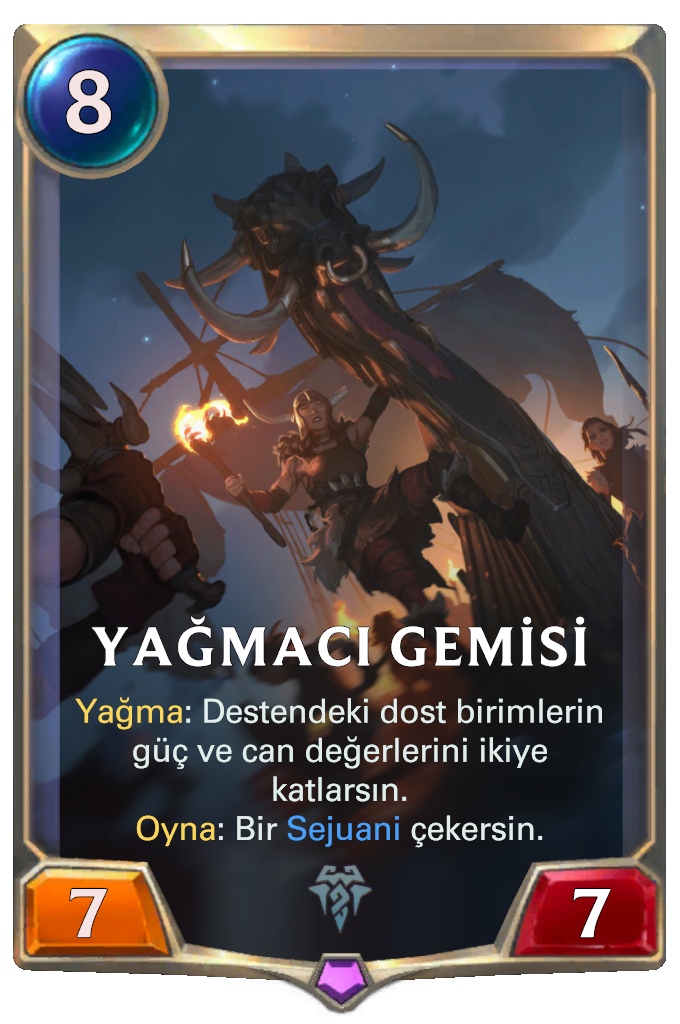 8
YAĞMACI GEMİSİ
Yağma: Destendeki dost birimlerin
güç ve can değerlerini ikiye
katlarsın.
Oyna: Bir Sejuani çekersin.
7
7